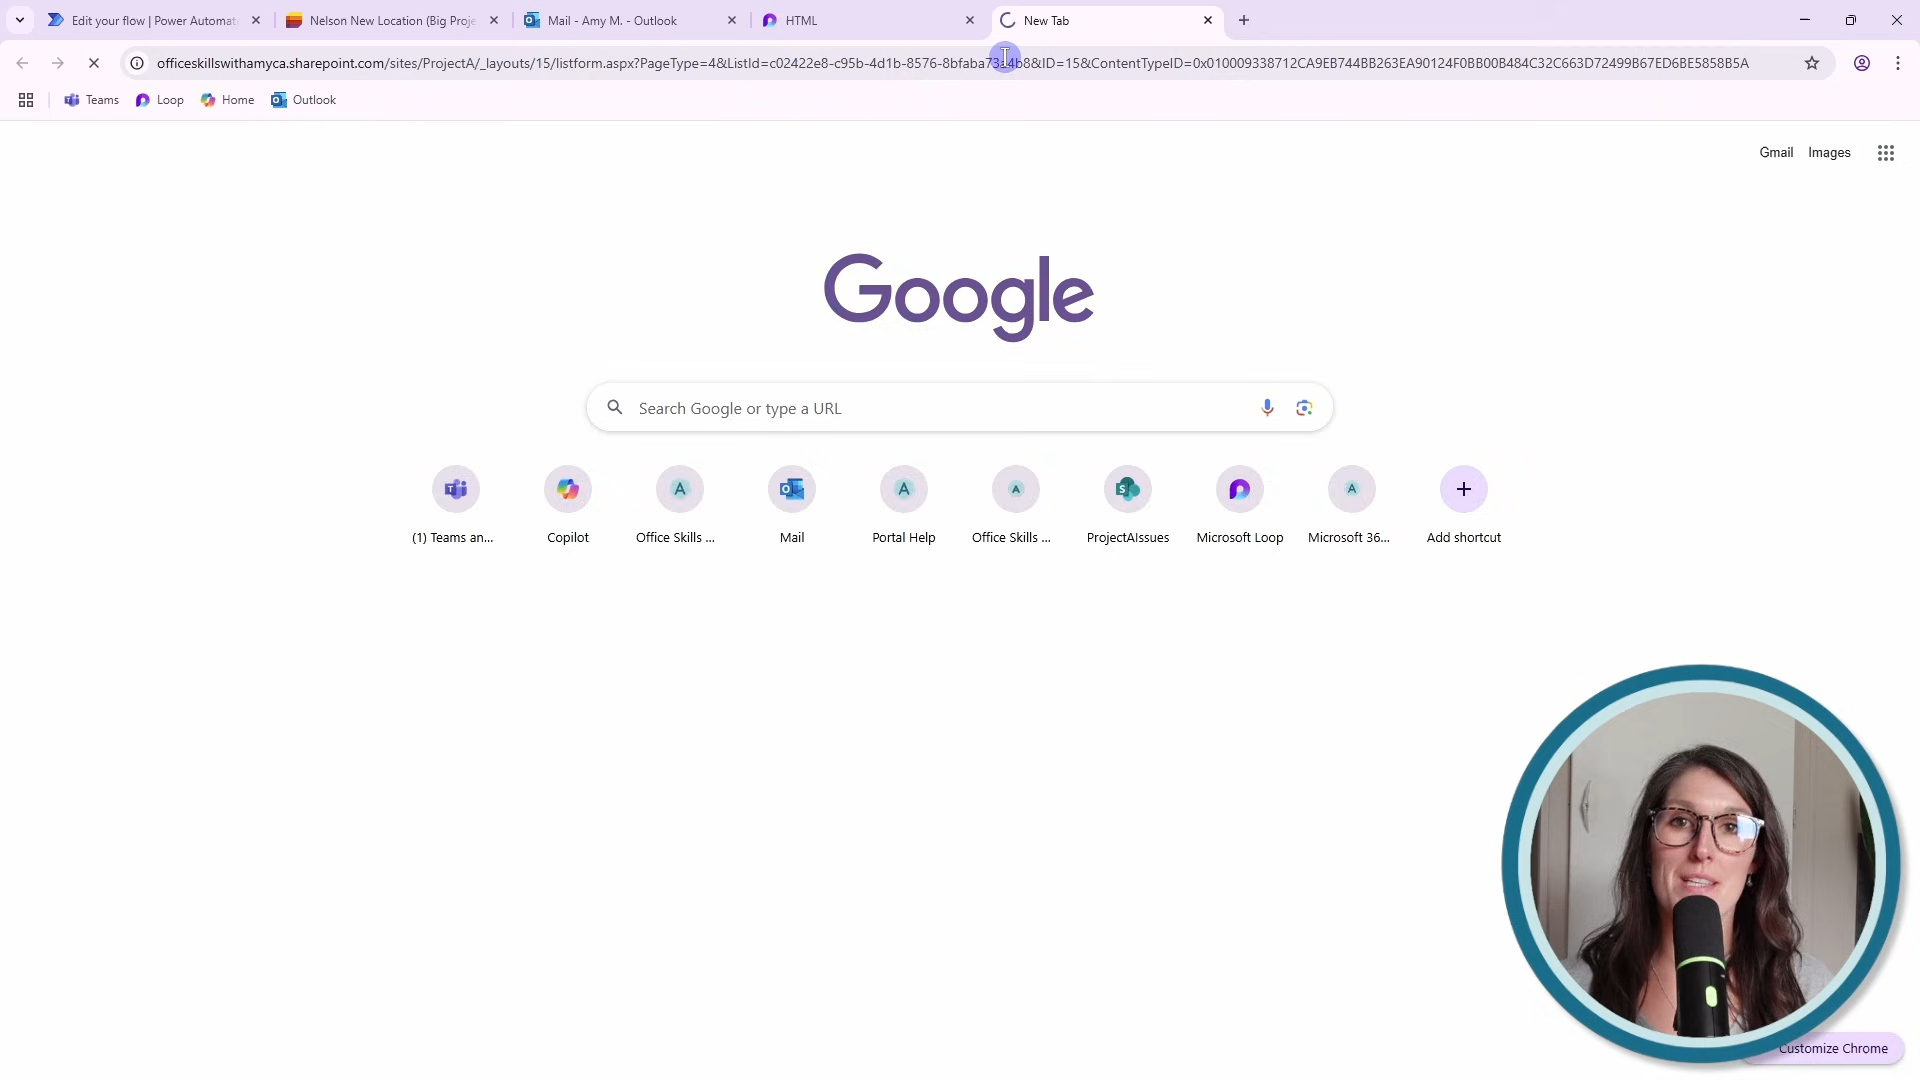 Edit your flow | Power Automat
Nelson New Location (Big Proje
Mail - Amy M. - Outlook
HTML
New Tab
officeskillswithamyca.sharepoint.com/sites/ProjectA/_layouts/15/listform.aspx?PageType=4&ListId=c02422e8-c95b-4d1b-8576-8bfaba73a4b8&ID=15&ContentTypeID=0x010009338712CA9EB744BB263EA90124F0BB00B484C32C663D72499B67ED6BE5858B5A
Teams
Loop
Home
Outlook
Gmail
Images
Google
Search Google or type a URL
(1) Teams an...
Copilot
Office Skills ...
Mail
Portal Help
Office Skills ...
ProjectAIssues
Microsoft Loop
Microsoft 36...
Add shortcut
Customize Chrome